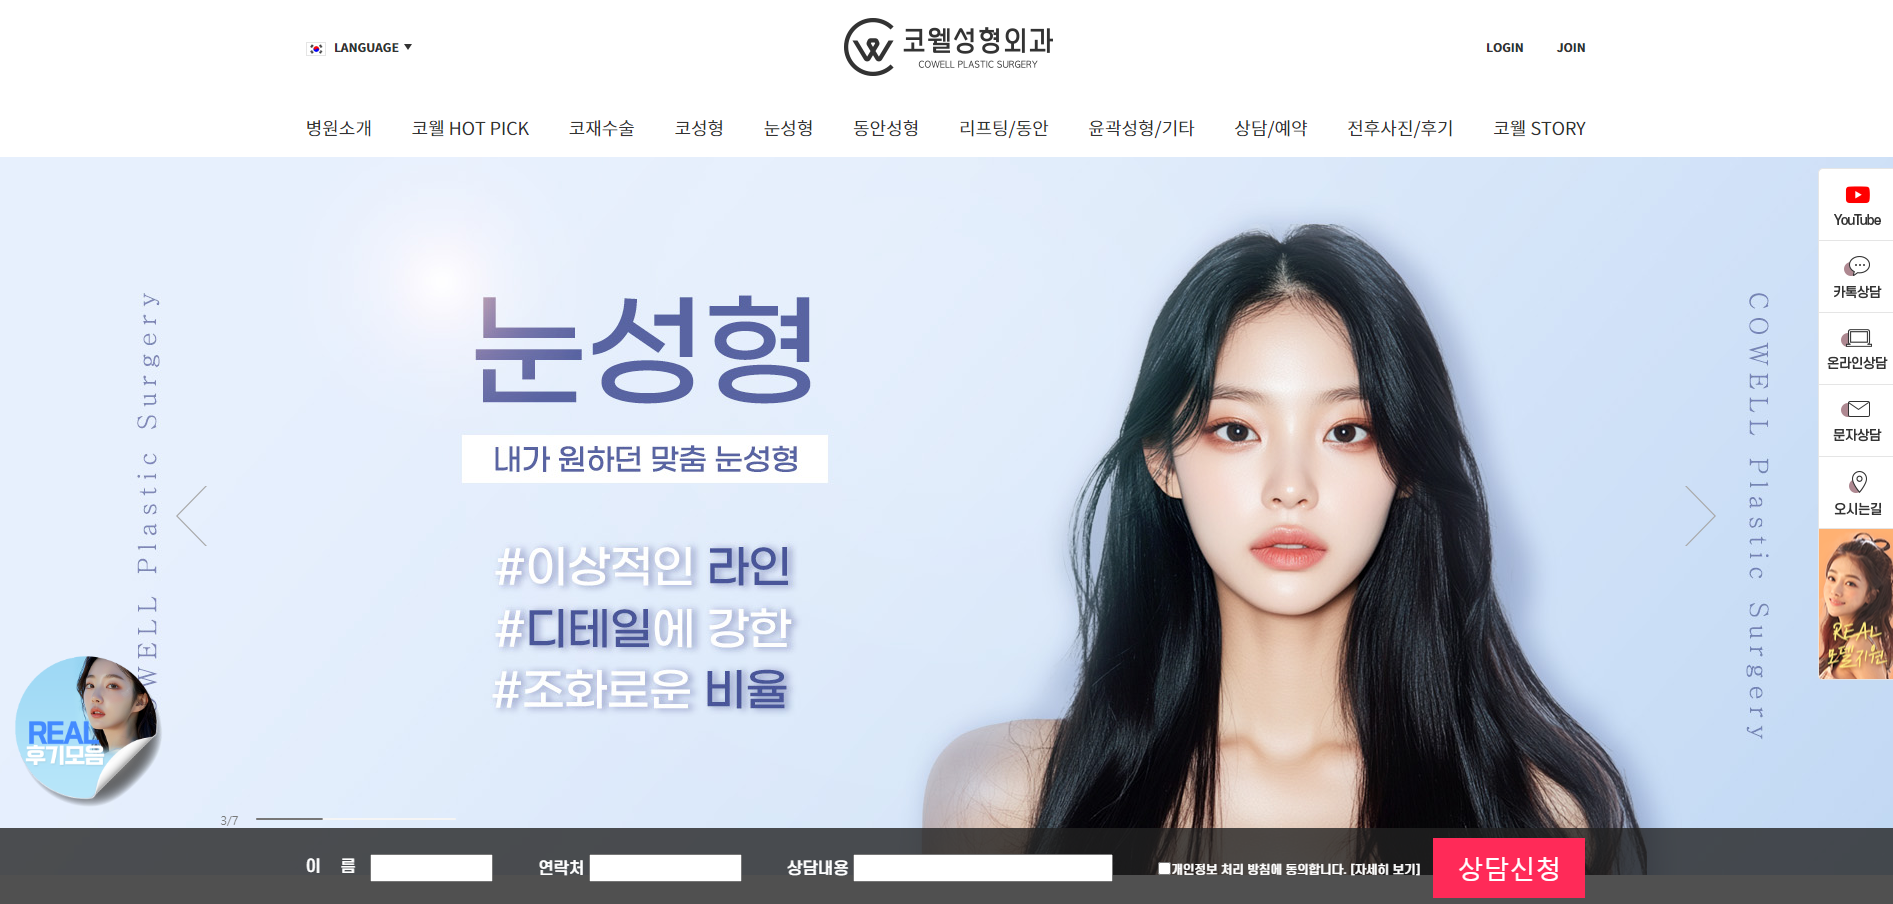 LANGUAGE
코웰성형외과
COWELL PLASTIC SURGERY
LOGIN JOIN
병원소개 코웰 HOT PICK 코재수술 코성형 눈성형 동안성형 리프팅/동안 윤곽성형/기타 상담/예약 전후사진/후기 코웰 STORY
눈성형
내가 원하던 맞춤 눈성형
#이상적인 라인
#디테일에 강한
#조화로운 비율
WELL Plastic Surgery
COWELL Plastic Surgery
YouTube
카톡상담
온라인상담
문자상담
오시는길
REAL
모델지원
REAL
후기모음
3/7
이 름
연락처
상담내용
개인정보 처리 방침에 동의합니다. [자세히 보기]
상담신청